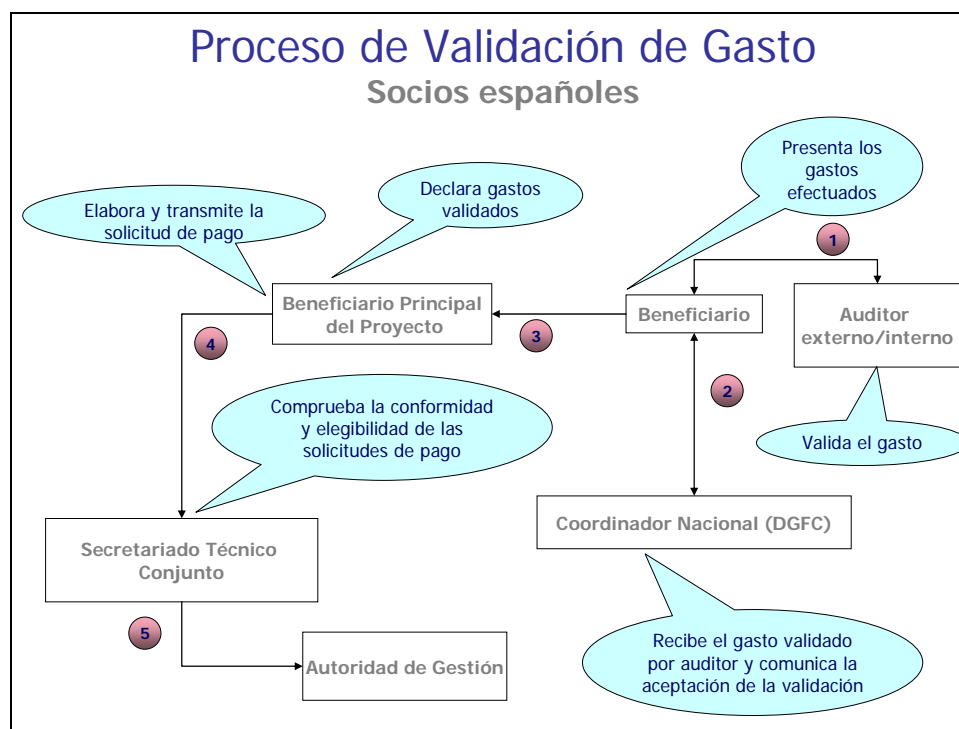 Proceso de Validación de Gasto
Socios españoles
Presenta los
gastos
efectuados
Declara gastos
validados
Elabora y transmite la
solicitud de pago
1
Beneficiario Principal
del Proyecto
Beneficiario
Auditor
externo/interno
3
4
2
Comprueba la conformidad
y elegibilidad de las
solicitudes de pago
Valida el gasto
Coordinador Nacional (DGFC)
Secretariado Técnico
Conjunto
5
Recibe el gasto validado
por auditor y comunica la
aceptación de la validación
Autoridad de Gestión